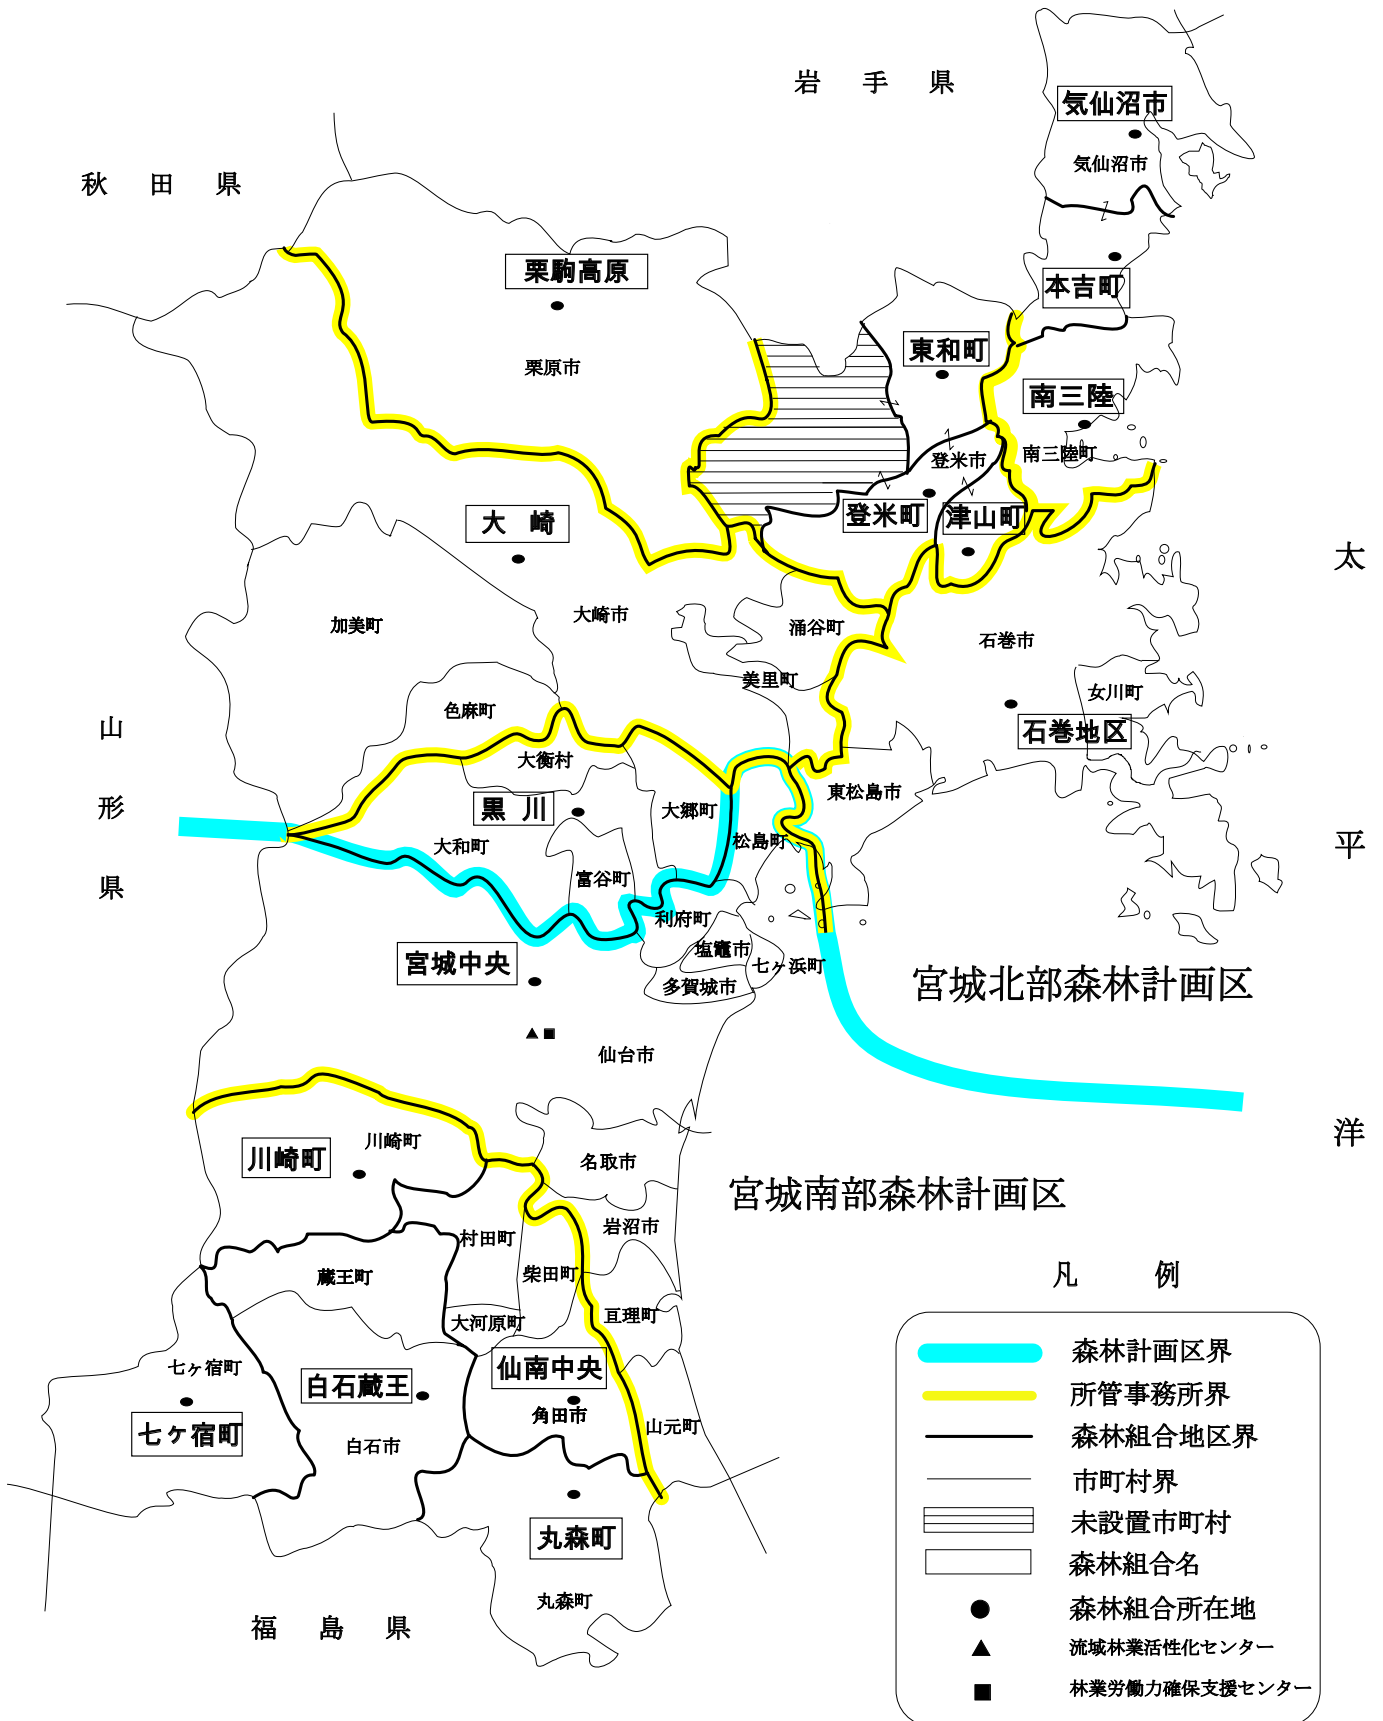 岩手県
気仙沼市
気仙沼市
秋田県
栗駒高原
本吉町
東和町
栗原市
南三陸
南三陸町
登米市
大崎
登米町
津山町
太
大崎市
加美町
涌谷町
石巻市
美里町
女川町
色麻町
山
石巻地区
大衡村
東松島市
形
黒川
大郷町
大和町
松島町
平
富谷町
県
利府町
塩竈市
宮城中央
七ヶ浜町
多賀城市
宮城北部森林計画区
仙台市
洋
川崎町
川崎町
名取市
宮城南部森林計画区
岩沼市
村田町
柴田町
蔵王町
凡例
大河原町
亘理町
森林計画区界
七ヶ宿町
仙南中央
白石蔵王
所管事務所界
角田市
山元町
七ケ宿町
森林組合地区界
白石市
市町村界
未設置市町村
丸森町
森林組合名
丸森町
森林組合所在地
福島県
流域林業活性化センター
林業労働力確保支援センター